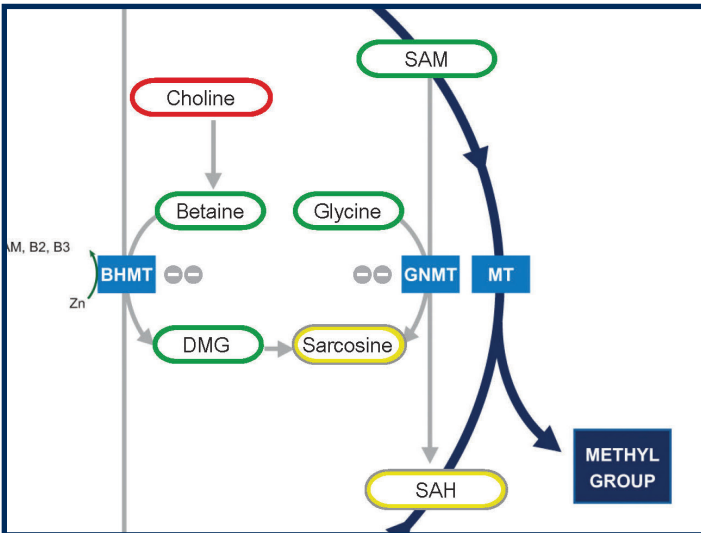 SAM
Choline
Betaine
Glycine
AM, B2, B3
BHMT
GNMT
MT
Zn
DMG
Sarcosine
METHYL
GROUP
SAH